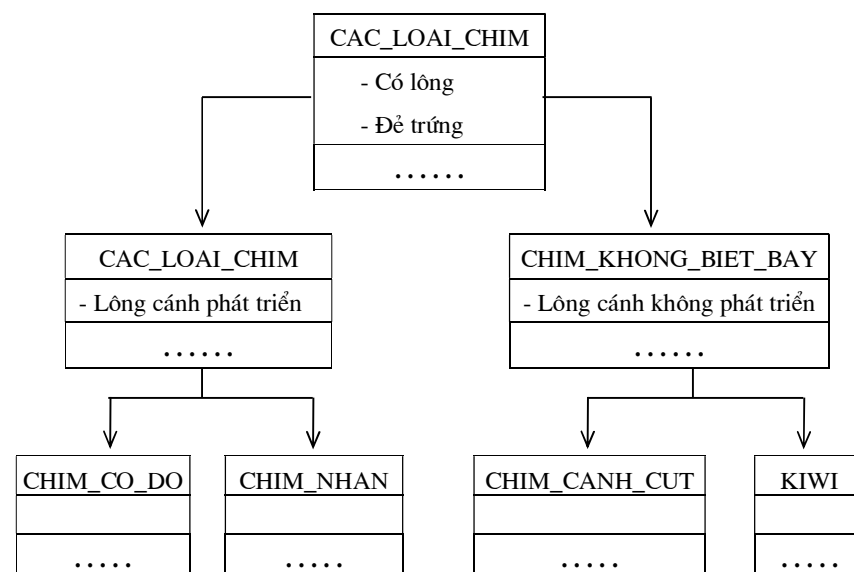 CAC_LOAI_CHIM
- Có lông
- Đẻ trứng
......
CAC_LOAI_CHIM
- Lông cánh phát triển
......
CHIM_KHONG_BIET_BAY
- Lông cánh không phát triển
......
CHIM_CO_DO
.....
CHIM_NHAN
.....
CHIM_CANH_CUT
.....
KIWI
.....